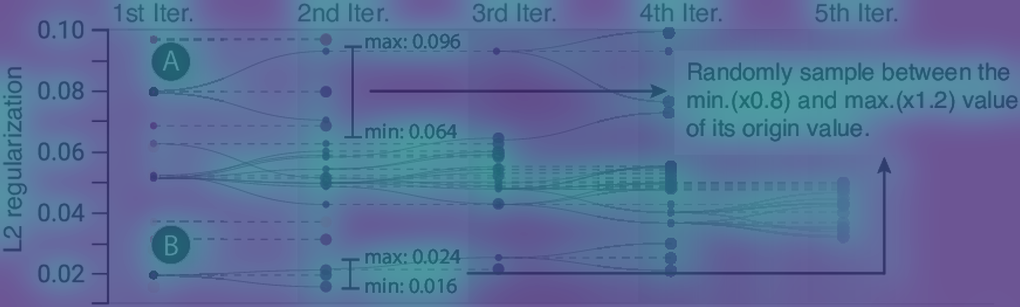 1st Iter. 2nd Iter. 3rd Iter. 4th Iter. 5th Iter.
L2 regularization
0.10
0.08
0.06
0.04
0.02
A
max: 0.096
min: 0.064
Randomly sample between the
min.(x0.8) and max.(x1.2) value
of its origin value.
B
max: 0.024
min: 0.016